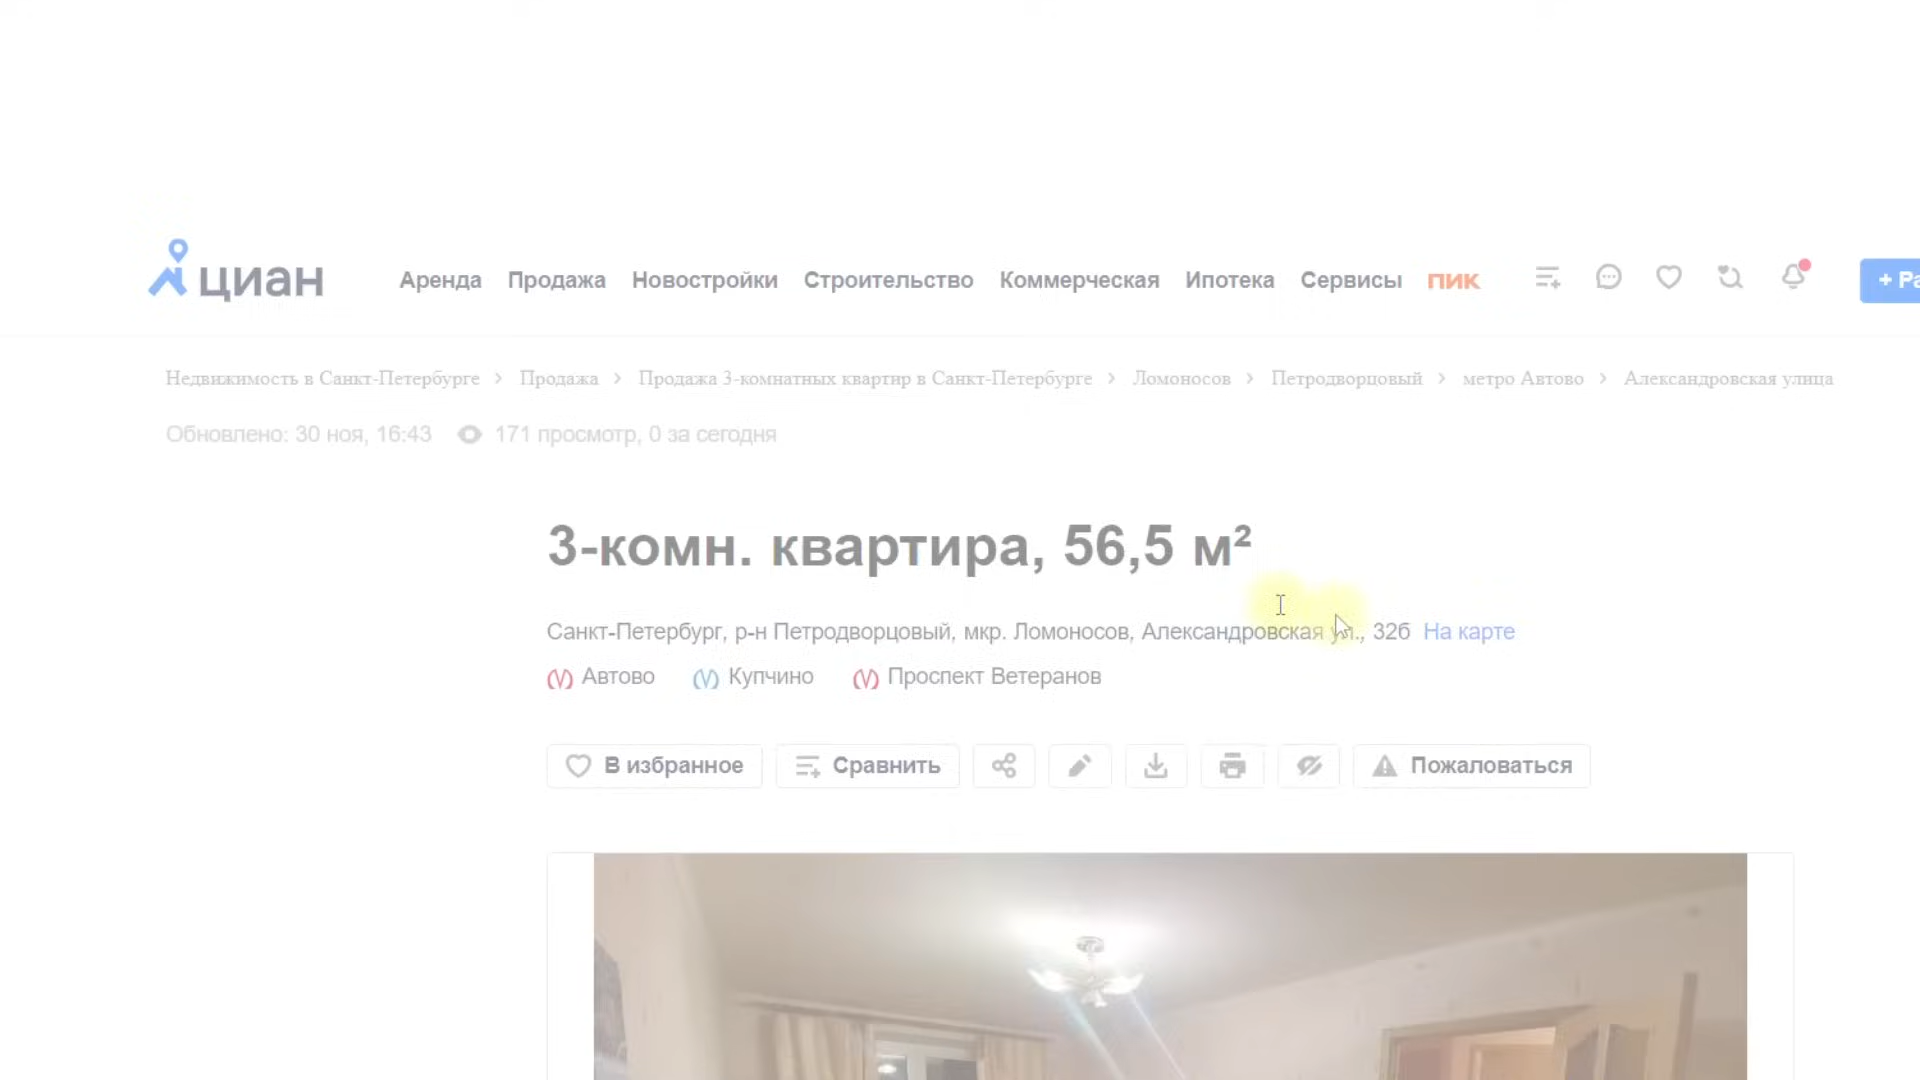 циан
Аренда Продажа Новостройки Строительство Коммерческая Ипотека Сервисы ПИК
Недвижимость в Санкт-Петербурге > Продажа > Продажа 3-комнатных квартир в Санкт-Петербурге > Ломоносов > Петродворцовый > метро Автово > Александровская улица
Обновлено: 30 ноя, 16:43 171 просмотр, 0 за сегодня
3-комн. квартира, 56,5 м²
Санкт-Петербург, р-н Петродворцовый, мкр. Ломоносов, Александровская ул., 32б На карте
Автово Купчино Проспект Ветеранов
В избранное Сравнить Пожаловаться